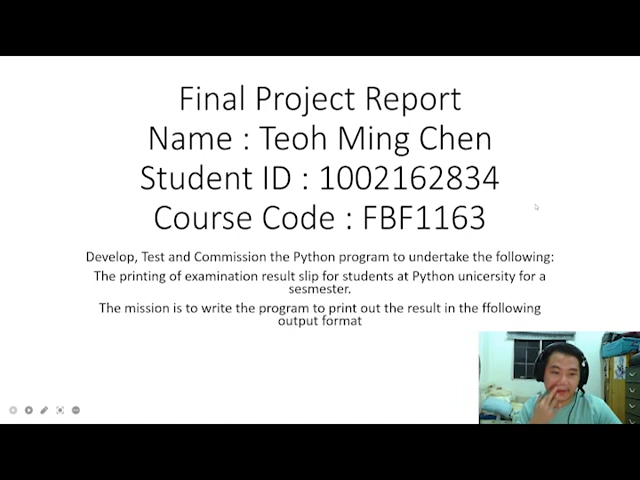 Final Project Report
Name : Teoh Ming Chen
Student ID : 1002162834
Course Code : FBF1163
Develop, Test and Commission the Python program to undertake the following:
The printing of examination result slip for students at Python unicersity for a
sesmester.
The mission is to write the program to print out the result in the ffollowing
output format